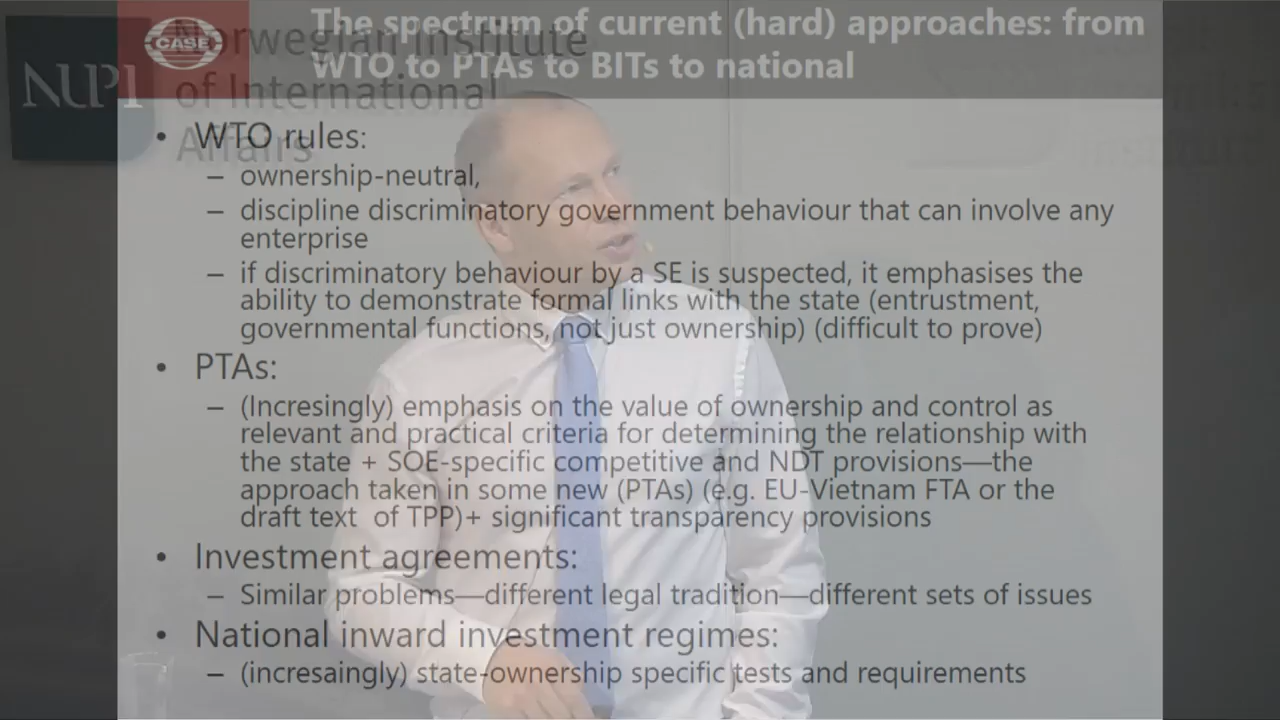 CASE
NUPI
Norwegian Institute
of International
Affairs
The spectrum of current (hard) approaches: from
WTO to PTAs to BITs to national
• WTO rules:
– ownership-neutral,
– discipline discriminatory government behaviour that can involve any
enterprise
– if discriminatory behaviour by a SE is suspected, it emphasises the
ability to demonstrate formal links with the state (entrustment,
governmental functions, not just ownership) (difficult to prove)
• PTAs:
– (Incresingly) emphasis on the value of ownership and control as
relevant and practical criteria for determining the relationship with
the state + SOE-specific competitive and NDT provisions—the
approach taken in some new (PTAs) (e.g. EU-Vietnam FTA or the
draft text of TPP)+ significant transparency provisions
• Investment agreements:
– Similar problems—different legal tradition—different sets of issues
• National inward investment regimes:
– (incresaingly) state-ownership specific tests and requirements